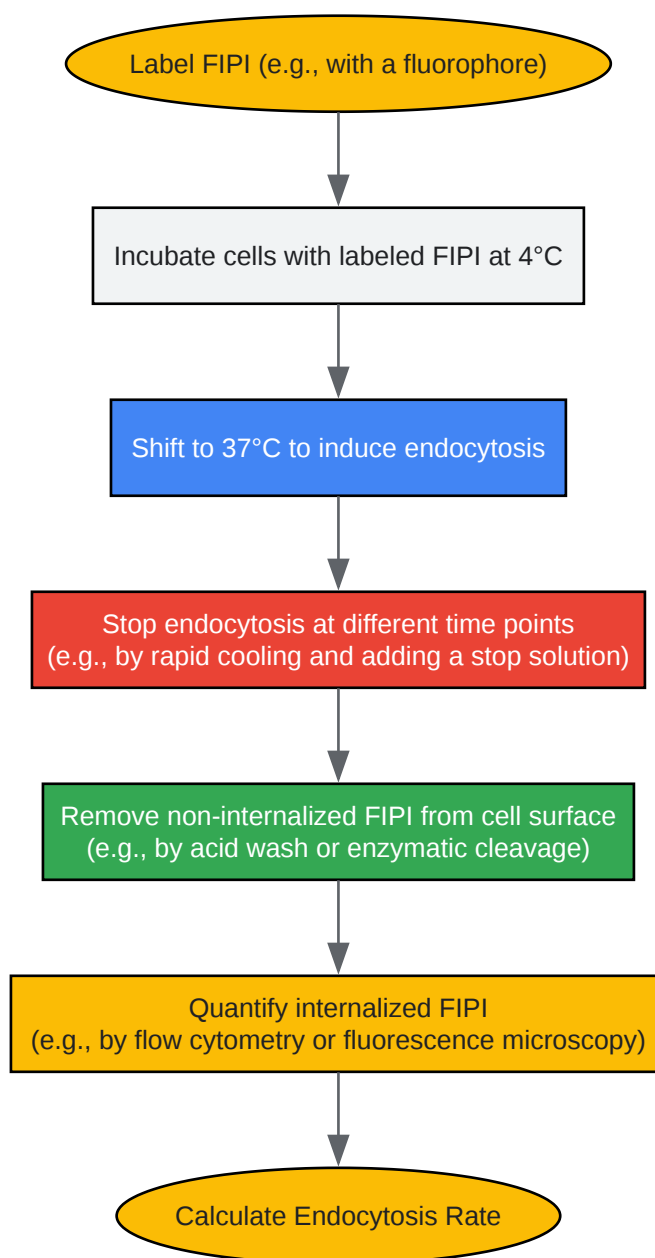 Label FIPI (e.g., with a fluorophore)
Incubate cells with labeled FIPI at 4°C
Shift to 37°C to induce endocytosis
Stop endocytosis at different time points
(e.g., by rapid cooling and adding a stop solution)
Remove non-internalized FIPI from cell surface
(e.g., by acid wash or enzymatic cleavage)
Quantify internalized FIPI
(e.g., by flow cytometry or fluorescence microscopy)
Calculate Endocytosis Rate